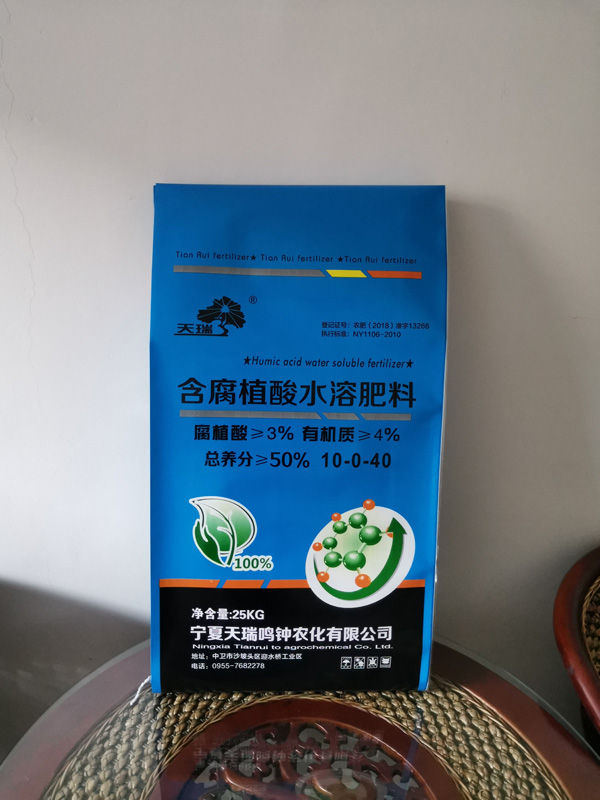 Tian Rui fertilizer★ Tian Rui fertilizer ★Tian Rui fertilizer
天瑞®
登记证号：农肥（2018）准字13266
执行标准：NY1106-2010
★Humic acid water soluble fertilizer★
含腐植酸水溶肥料
腐植酸≥3% 有机质≥4%
总养分≥50% 10-0-40
100%
净含量:25KG
宁夏天瑞鸣钟农化有限公司
Ningxia Tianrui to agrochemical Co. Ltd.
地址：中卫市沙坡头区迎水桥工业区
电话：0955-7682278